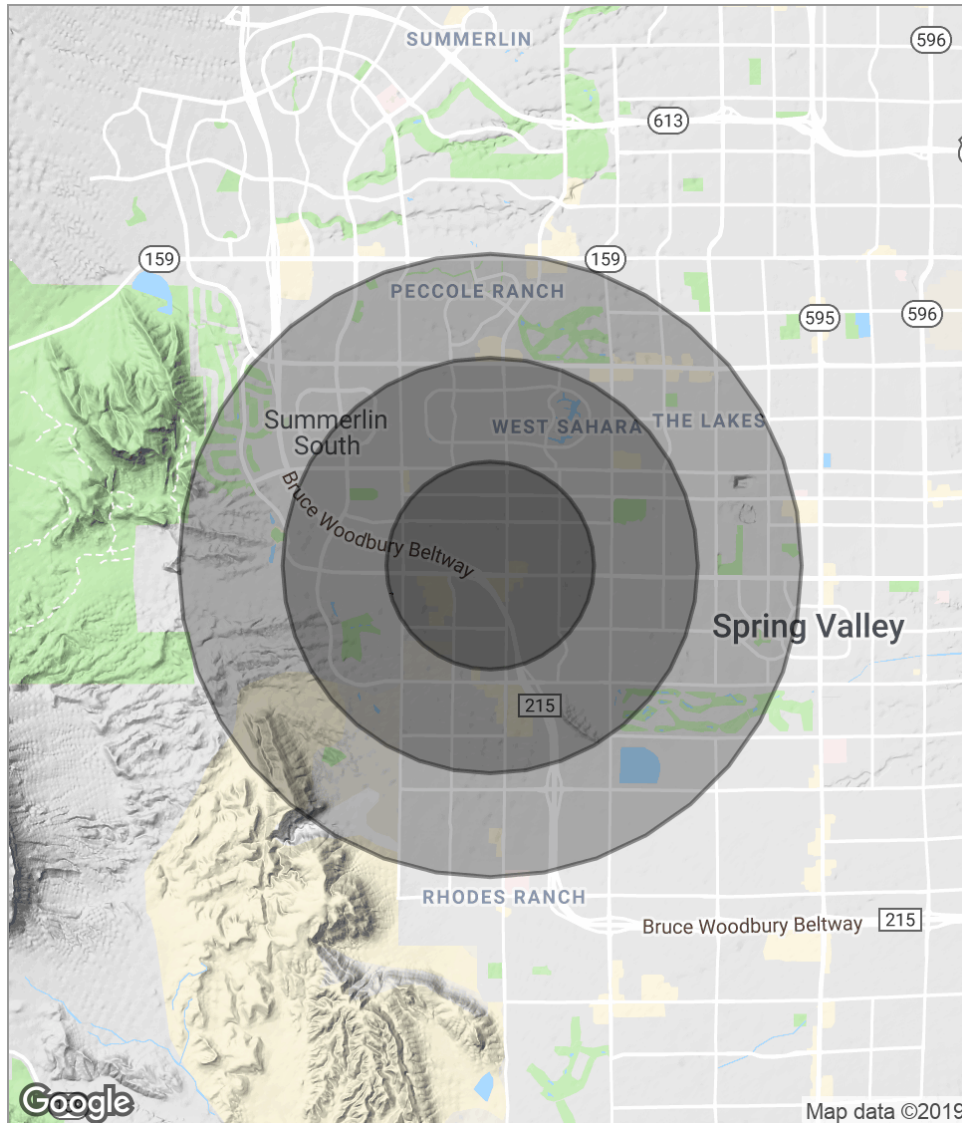 SUMMERLIN
596
613
159
159
PECCOLE RANCH
595
596
Summerlin
South
WEST SAHARA
THE LAKES
Bruce Woodbury Beltway
Spring Valley
215
RHODES RANCH
Bruce Woodbury Beltway
215
Google
Map data ©2019